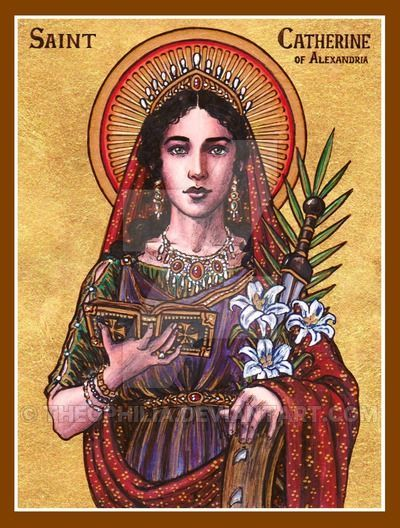 SAINT
CATHERINE
OF ALEXANDRIA
© THEOPHILIA.DEVIANTART.COM